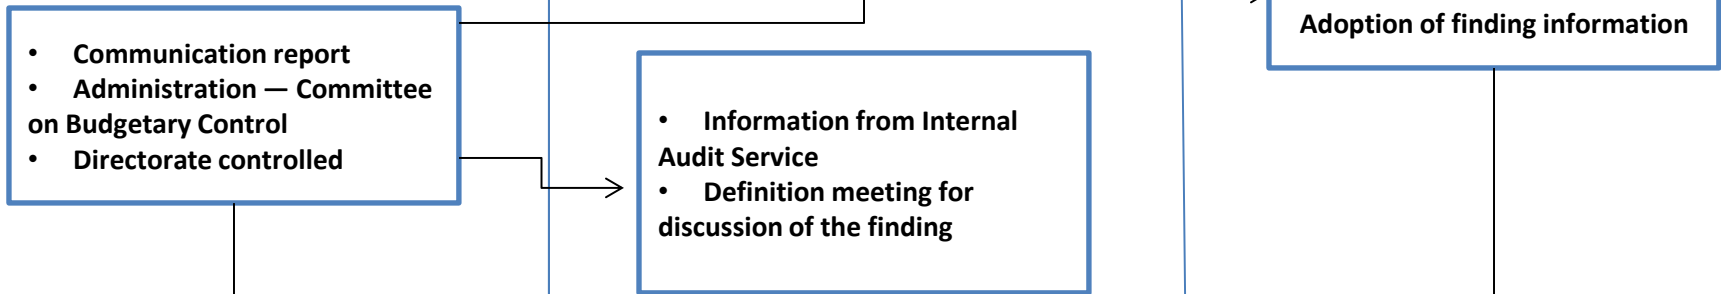 • Communication report
• Administration — Committee
on Budgetary Control
• Directorate controlled
• Information from Internal
Audit Service
• Definition meeting for
discussion of the finding
Adoption of finding information